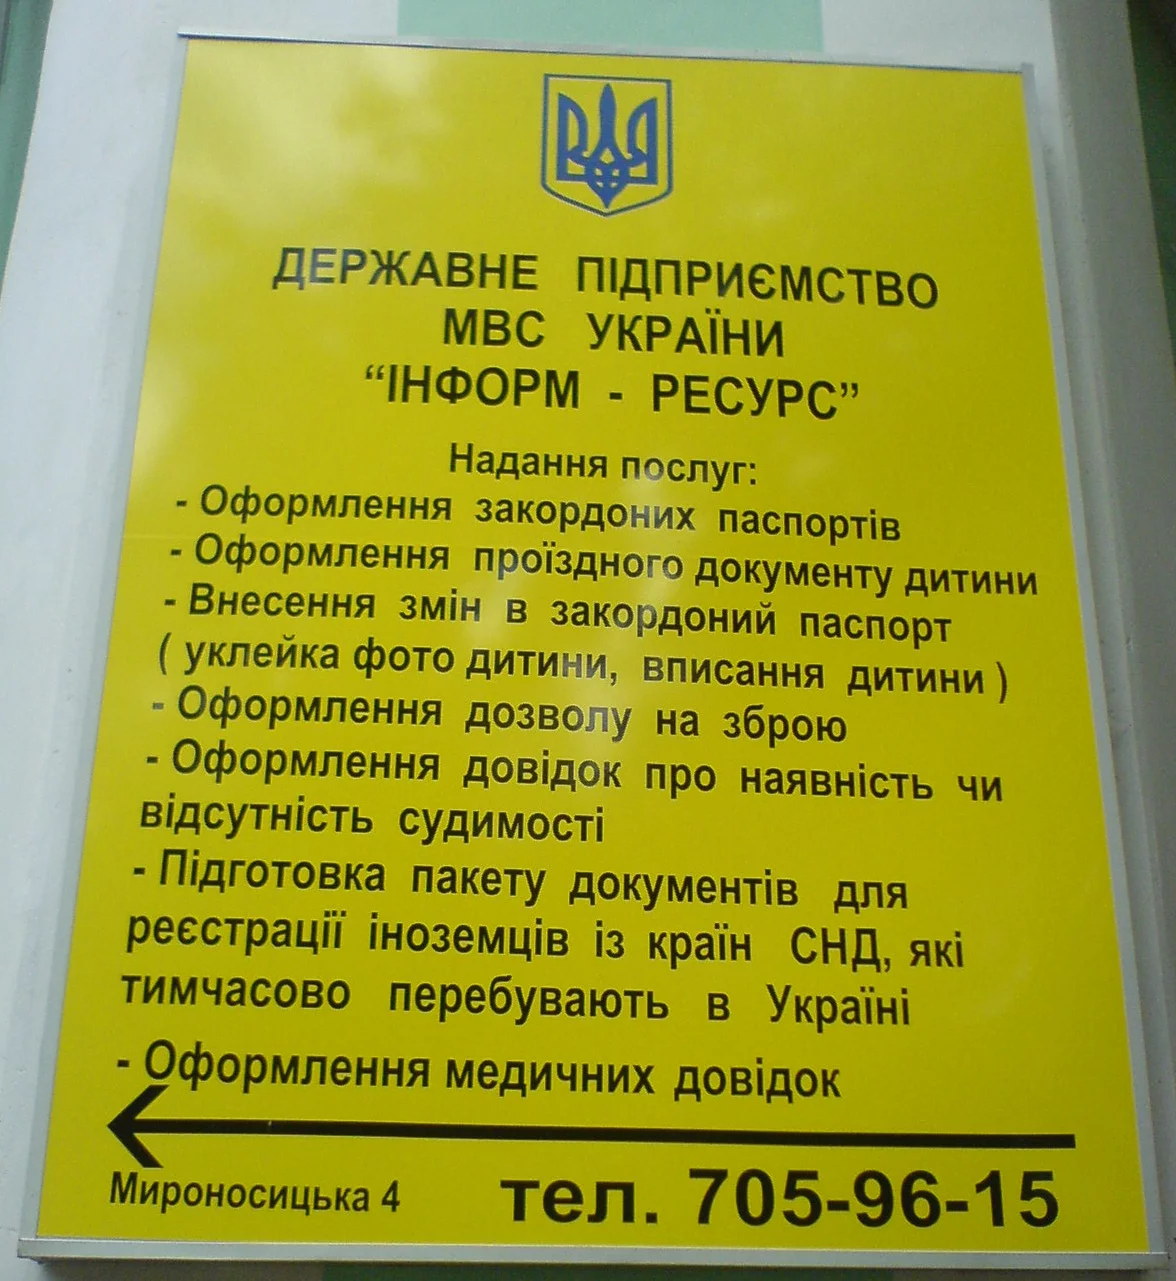 ДЕРЖАВНЕ ПІДПРИЄМСТВО
МВС УКРАЇНИ
“ІНФОРМ - РЕСУРС”
Надання послуг:
- Оформлення закордоних паспортів
- Оформлення проїздного документу дитини
- Внесення змін в закордоний паспорт
( уклейка фото дитини, вписання дитини )
- Оформлення дозволу на зброю
- Оформлення довідок про наявність чи
відсутність судимості
- Підготовка пакету документів для
реєстрації іноземців із країн СНД, які
тимчасово перебувають в Україні
- Оформлення медичних довідок
Мироносицька 4 тел. 705-96-15